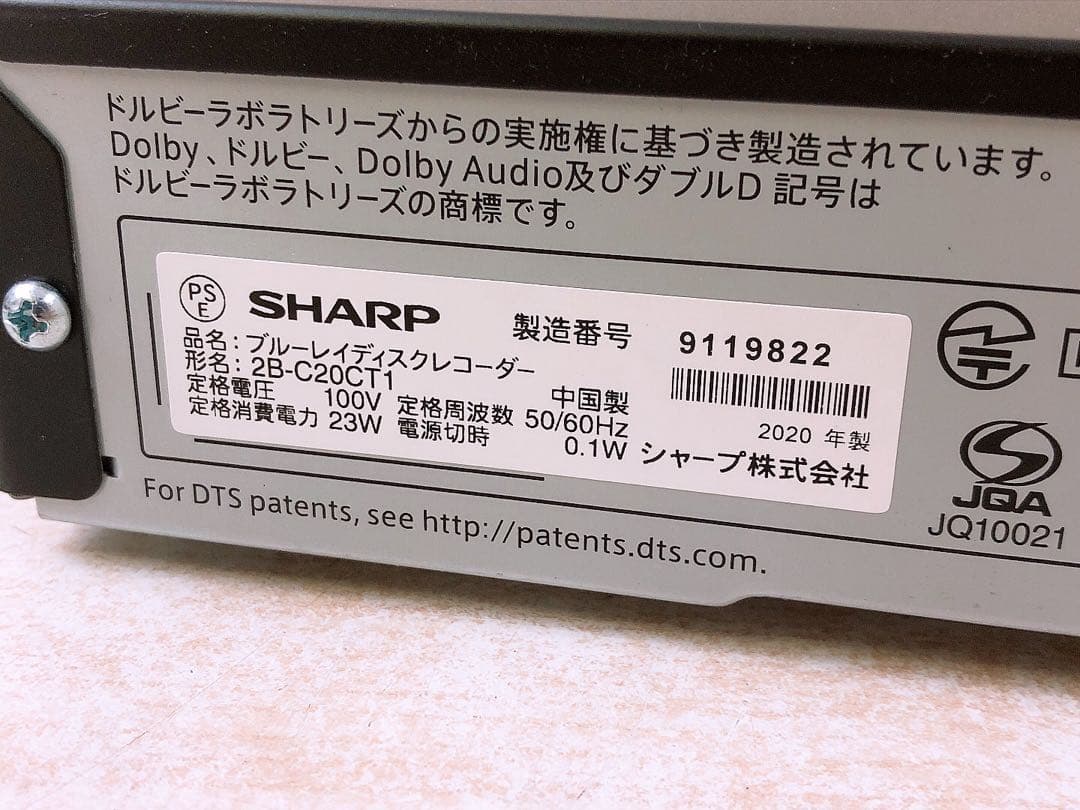 ドルビーラボラトリーズからの実施権に基づき製造されています。
Dolby、ドルビー、Dolby Audio及びダブルD 記号は
ドルビーラボラトリーズの商標です。
PS
E
SHARP
製造番号
9119822
品名：ブルーレイディスクレコーダー
形名：2B-C20CT1
中国製
定格電圧 100V 定格周波数 50/60Hz
2020 年製
定格消費電力 23W 電源切時 0.1W シャープ株式会社
JQA
JQ10021
For DTS patents, see http://patents.dts.com.